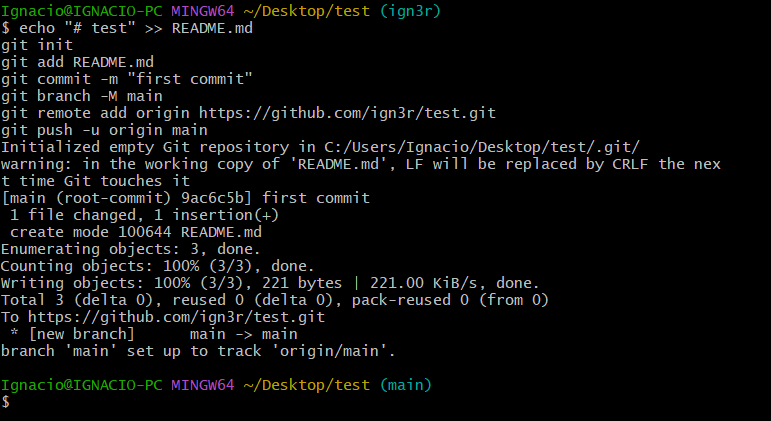 Ignacio@IGNACIO-PC MINGW64 ~/Desktop/test (ign3r)
$ echo "# test" >> README.md
git init
git add README.md
git commit -m "first commit"
git branch -M main
git remote add origin https://github.com/ign3r/test.git
git push -u origin main
Initialized empty Git repository in C:/Users/Ignacio/Desktop/test/.git/
warning: in the working copy of 'README.md', LF will be replaced by CRLF the nex
t time Git touches it
[main (root-commit) 9ac6c5b] first commit
 1 file changed, 1 insertion(+)
 create mode 100644 README.md
Enumerating objects: 3, done.
Counting objects: 100% (3/3), done.
Writing objects: 100% (3/3), 221 bytes | 221.00 KiB/s, done.
Total 3 (delta 0), reused 0 (delta 0), pack-reused 0 (from 0)
To https://github.com/ign3r/test.git
 * [new branch]      main -> main
branch 'main' set up to track 'origin/main'.
Ignacio@IGNACIO-PC MINGW64 ~/Desktop/test (main)
$